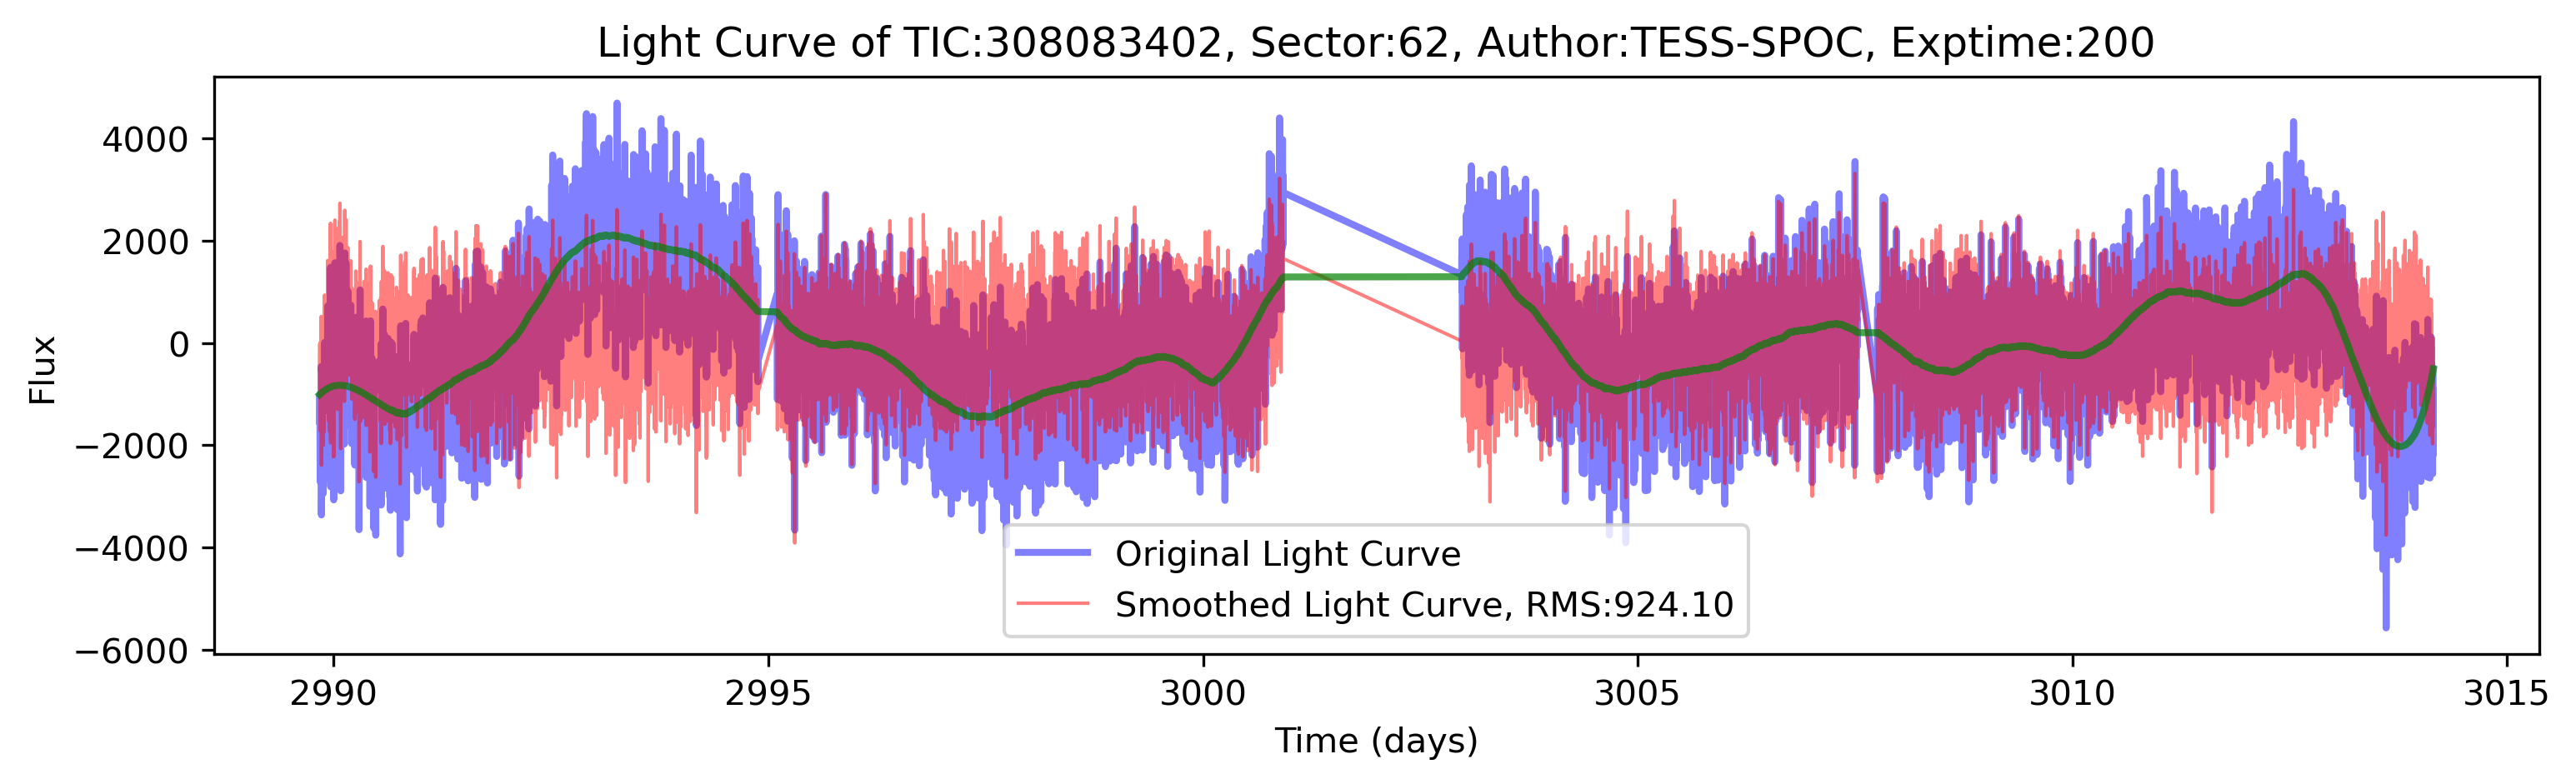 Light Curve of TIC:308083402, Sector:62, Author:TESS-SPOC, Exptime:200
Flux
4000
2000
0
−2000
−4000
−6000
Original Light Curve
Smoothed Light Curve, RMS:924.10
2990 2995 3000 3005 3010 3015
Time (days)